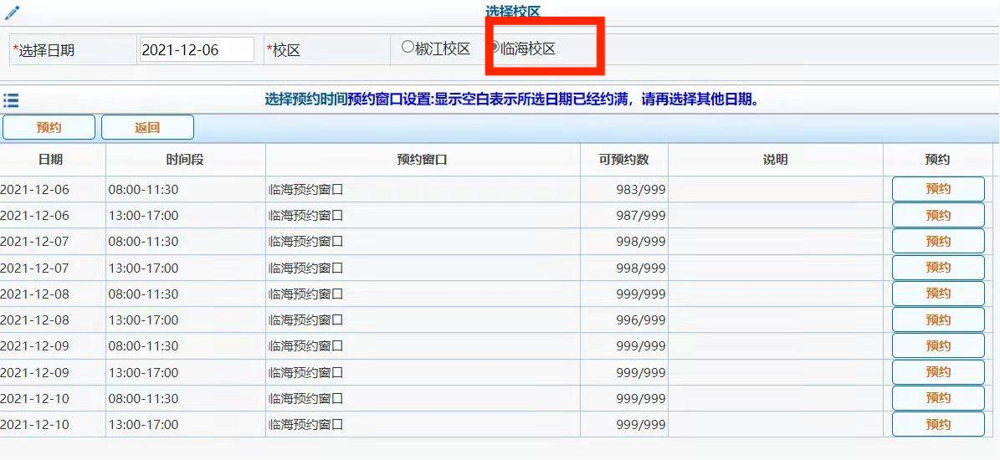 选择校区
*选择日期 2021-12-06 *校区 椒江校区 临海校区
选择预约时间预约窗口设置:显示空白表示所选日期已经约满，请再选择其他日期。
预约 返回
日期 时间段 预约窗口 可预约数 说明 预约
2021-12-06 08:00-11:30 临海预约窗口 983/999 预约
2021-12-06 13:00-17:00 临海预约窗口 987/999 预约
2021-12-07 08:00-11:30 临海预约窗口 998/999 预约
2021-12-07 13:00-17:00 临海预约窗口 998/999 预约
2021-12-08 08:00-11:30 临海预约窗口 999/999 预约
2021-12-08 13:00-17:00 临海预约窗口 996/999 预约
2021-12-09 08:00-11:30 临海预约窗口 999/999 预约
2021-12-09 13:00-17:00 临海预约窗口 999/999 预约
2021-12-10 08:00-11:30 临海预约窗口 999/999 预约
2021-12-10 13:00-17:00 临海预约窗口 999/999 预约